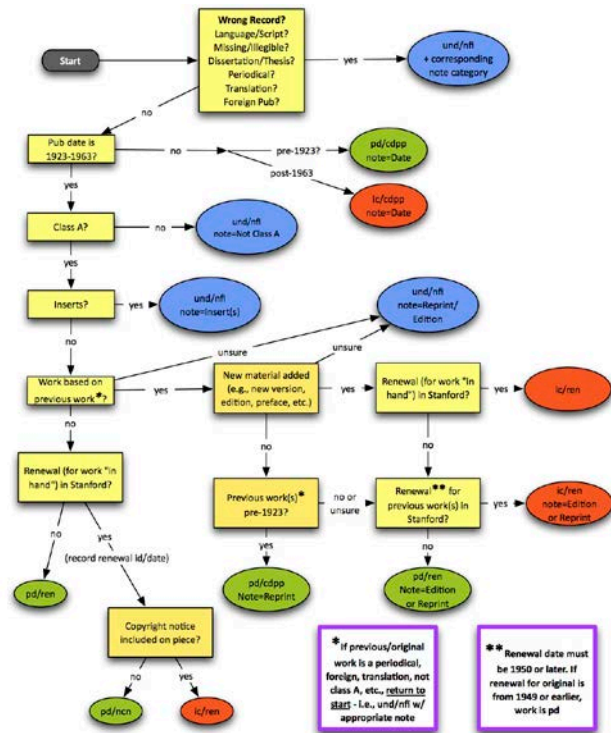 Wrong Record?
Language/Script?
Missing/Illegible?
Dissertation/Thesis?
Periodical?
Translation?
Foreign Pub?
Start
yes
und/nfi
+ corresponding
note category
no
Pub date is
1923-1963?
no
pre-1923?
pd/cdpp
note=Date
post-1963
ic/cdpp
note=Date
yes
Class A?
no
und/nfi
note=Not Class A
yes
Inserts?
yes
und/nfi
note=Insert(s)
und/nfi
note=Reprint/
Edition
no
unsure
unsure
Work based on
previous work*?
yes
New material added
(e.g., new version,
edition, preface, etc.)
yes
Renewal (for work "in
hand") in Stanford?
yes
ic/ren
no
no
no
Renewal (for work "in
hand") in Stanford?
Previous work(s)*
pre-1923?
no or
unsure
Renewal** for
previous work(s) in
Stanford?
yes
ic/ren
note=Edition
or Reprint
no
yes
(record renewal id/date)
yes
no
pd/ren
pd/cdpp
Note=Reprint
pd/ren
Note=Edition
or Reprint
Copyright notice
included on piece?
no
yes
pd/ncn
ic/ren
*If previous/original
work is a periodical,
foreign, translation, not
class A, etc., return to
start - i.e., und/nfi w/
appropriate note
**Renewal date must
be 1950 or later. If
renewal for original is
from 1949 or earlier,
work is pd